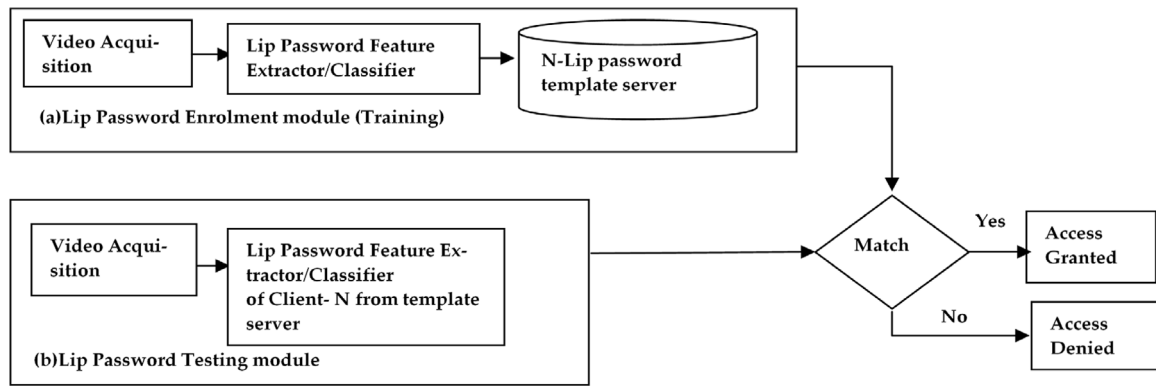 Video Acqui-
sition
Lip Password Feature
Extractor/Classifier
N-Lip password
template server
(a)Lip Password Enrolment module (Training)
Video Acqui-
sition
Lip Password Feature Ex-
tractor/Classifier
of Client- N from template
server
(b)Lip Password Testing module
Match
Yes
Access
Granted
No
Access
Denied